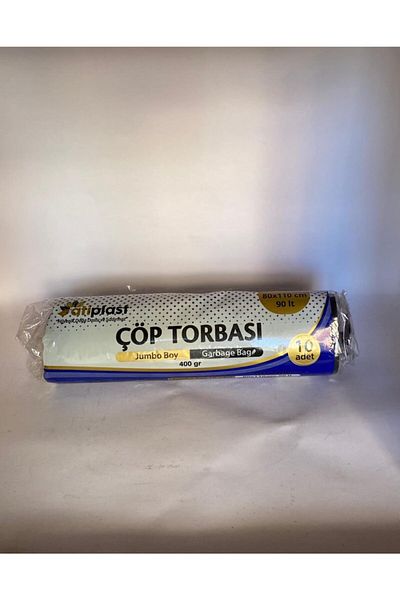 atiplast
80x110 cm
90 lt
ÇÖP TORBASI
Jumbo Boy
Garbage Bag
400 gr
10
adet